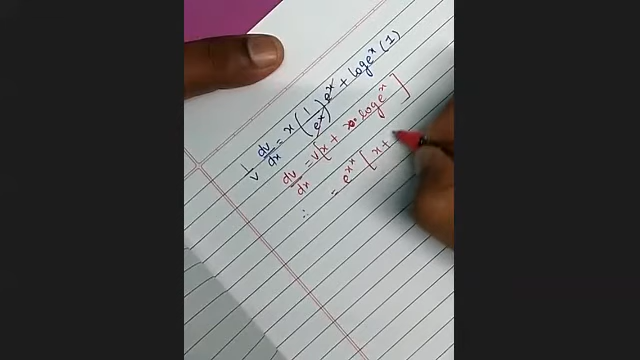 1/v dv/dx = x (1/e^x) e^x + log e^x (1)
dv/dx = v [x + x. log e^x]
∴ = e^x^x [x +